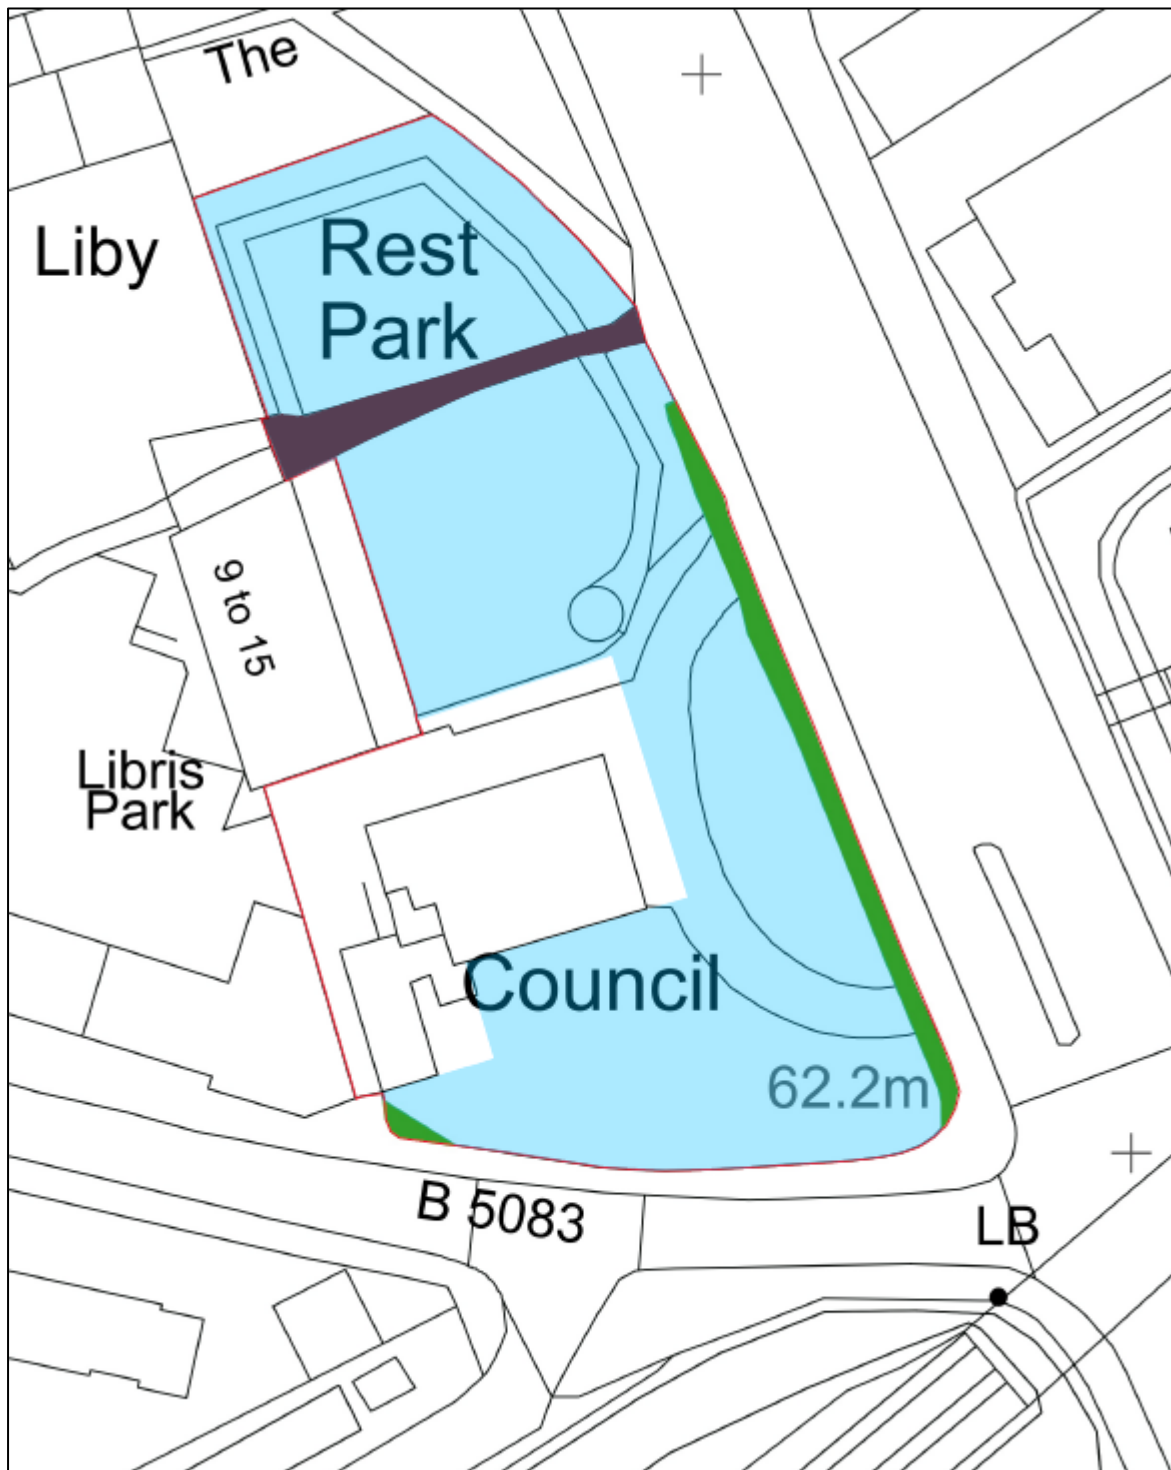 The
Liby
Rest
Park
9 to 15
Libris
Park
Council
62.2m
B 5083
LB